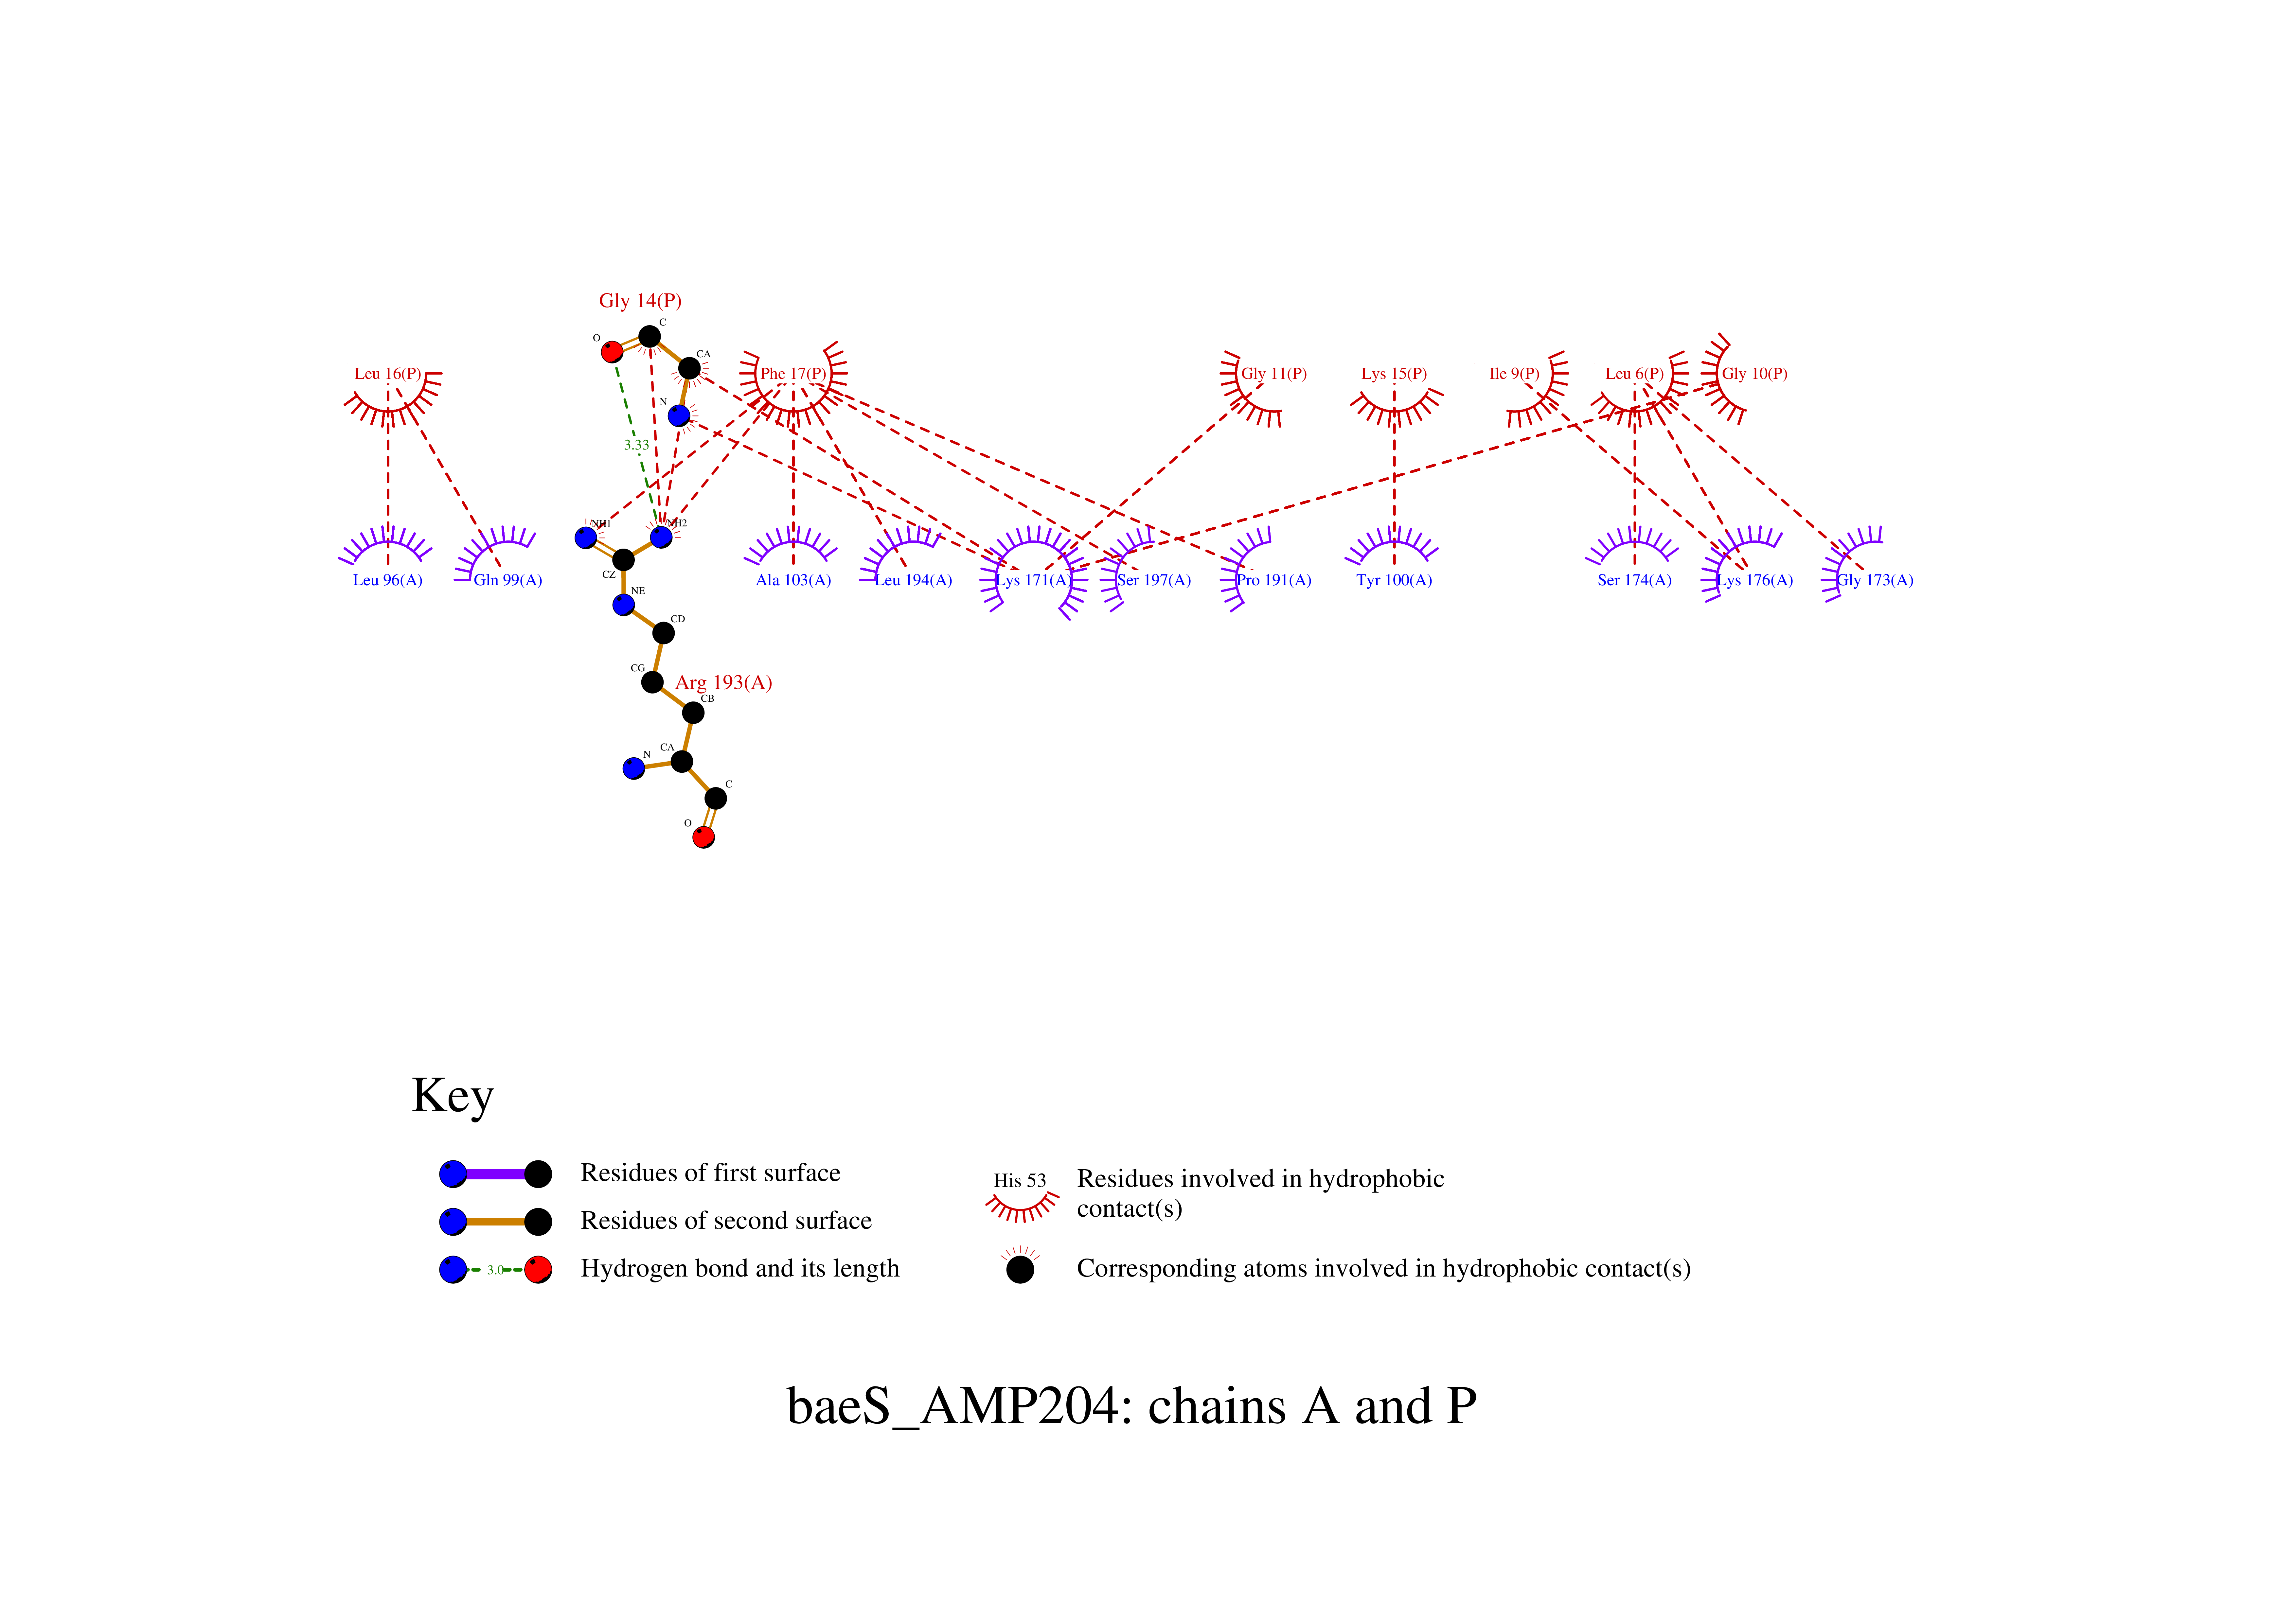 Gly 14(P)
C
O
CA
N
Leu 16(P)
Phe 17(P)
Gly 11(P)
Lys 15(P)
Ile 9(P)
Leu 6(P)
Gly 10(P)
3.33
NH1
NH2
CZ
NE
CD
CG
Arg 193(A)
CB
CA
N
C
O
Leu 96(A)
Gln 99(A)
Ala 103(A)
Leu 194(A)
Lys 171(A)
Ser 197(A)
Pro 191(A)
Tyr 100(A)
Ser 174(A)
Lys 176(A)
Gly 173(A)
Key
Residues of first surface
Residues of second surface
3.0
Hydrogen bond and its length
His 53
Residues involved in hydrophobic
contact(s)
Corresponding atoms involved in hydrophobic contact(s)
baeS_AMP204: chains A and P